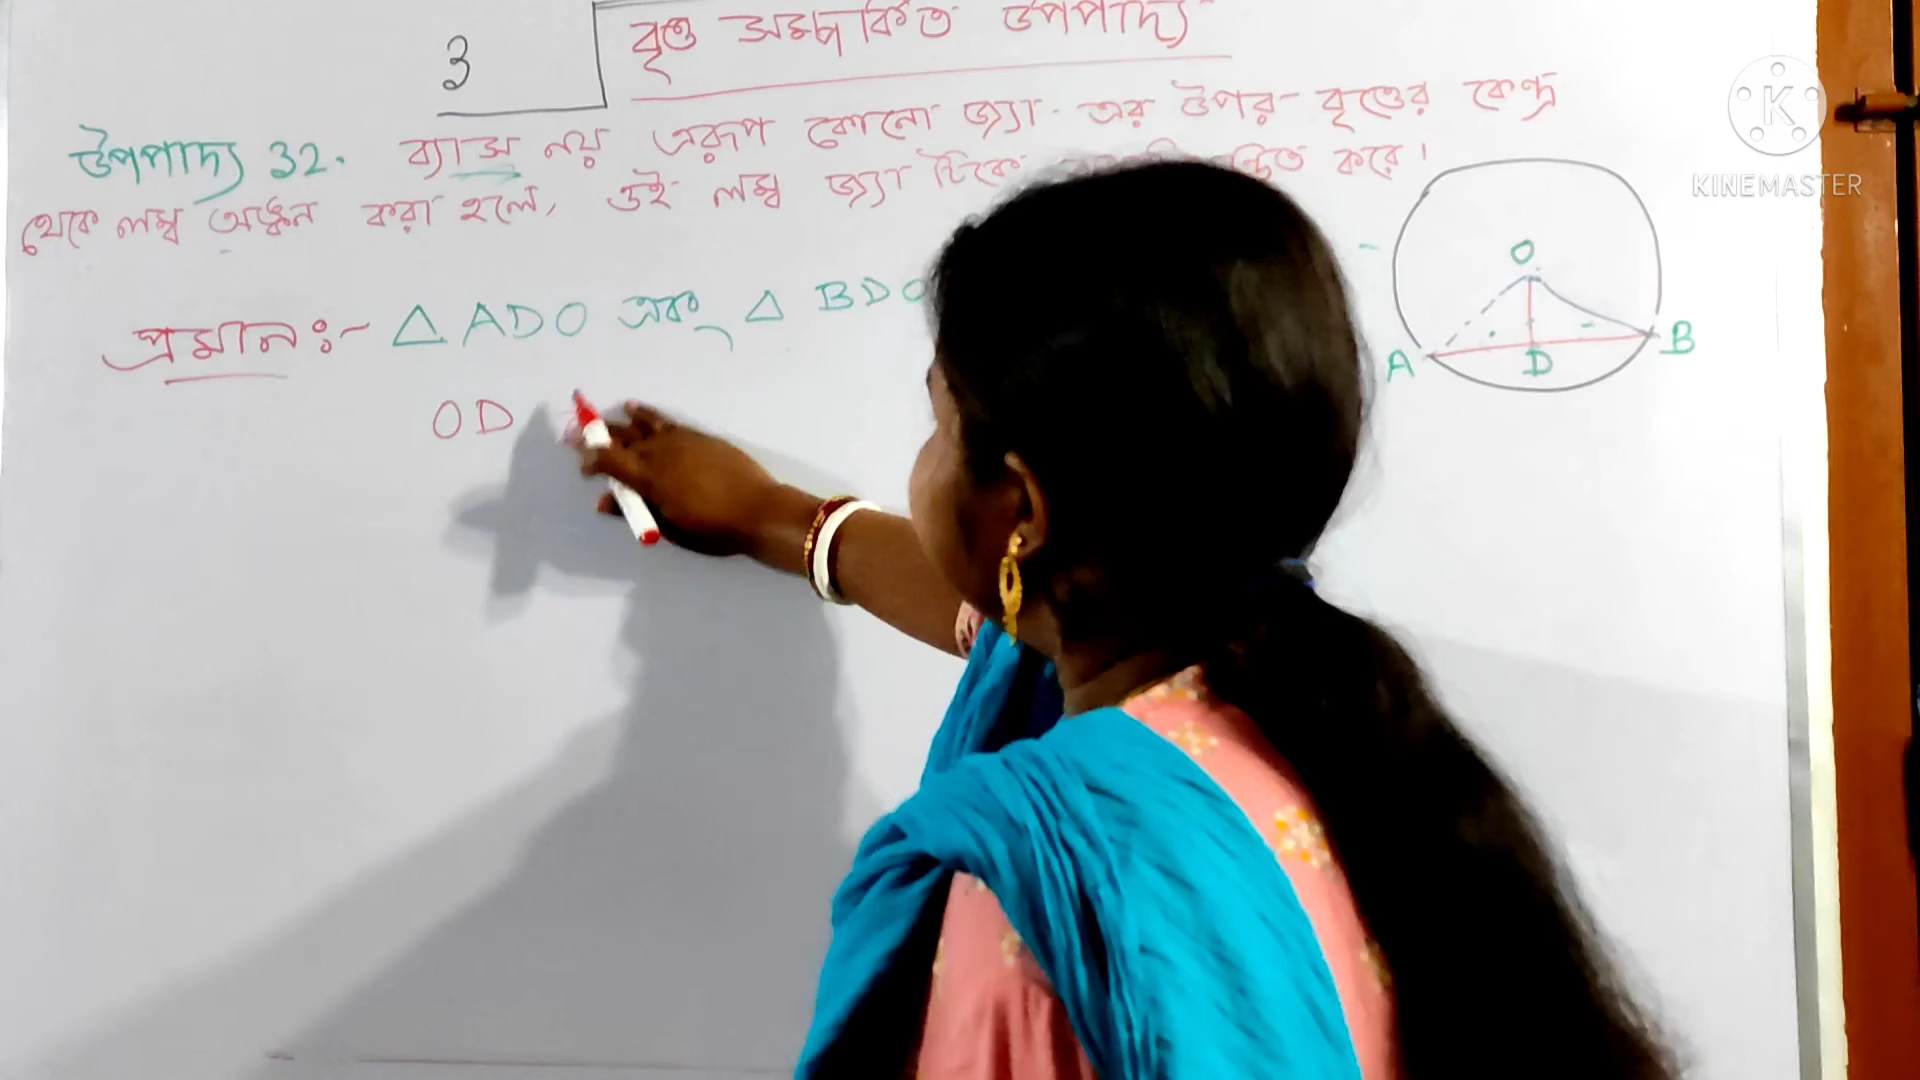 3 বৃত্ত সম্পর্কিত উপপাদ্য
উপপাদ্য 32. ব্যাস নয় এরূপ কোনো জ্যা-এর উপর বৃত্তের কেন্দ্র
থেকে লম্ব অঙ্কন করা হলে, ওই লম্ব জ্যা টিকে করে।
প্রমান:- △ ADO এবং △ BDO
OD
O
A
D
B
K
KINEMASTER